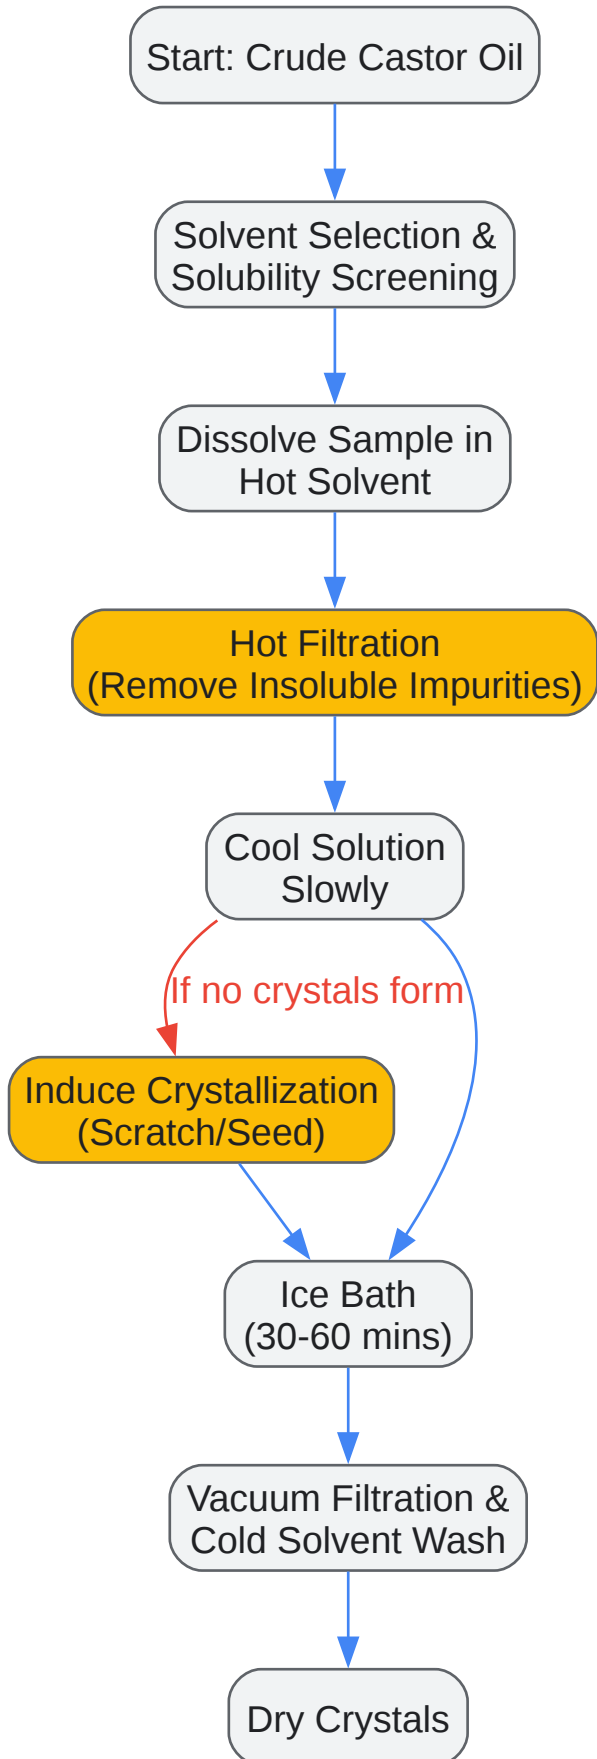 Start: Crude Castor Oil
Solvent Selection &
Solubility Screening
Dissolve Sample in
Hot Solvent
Hot Filtration
(Remove Insoluble Impurities)
Cool Solution
Slowly
If no crystals form
Induce Crystallization
(Scratch/Seed)
Ice Bath
(30-60 mins)
Vacuum Filtration &
Cold Solvent Wash
Dry Crystals